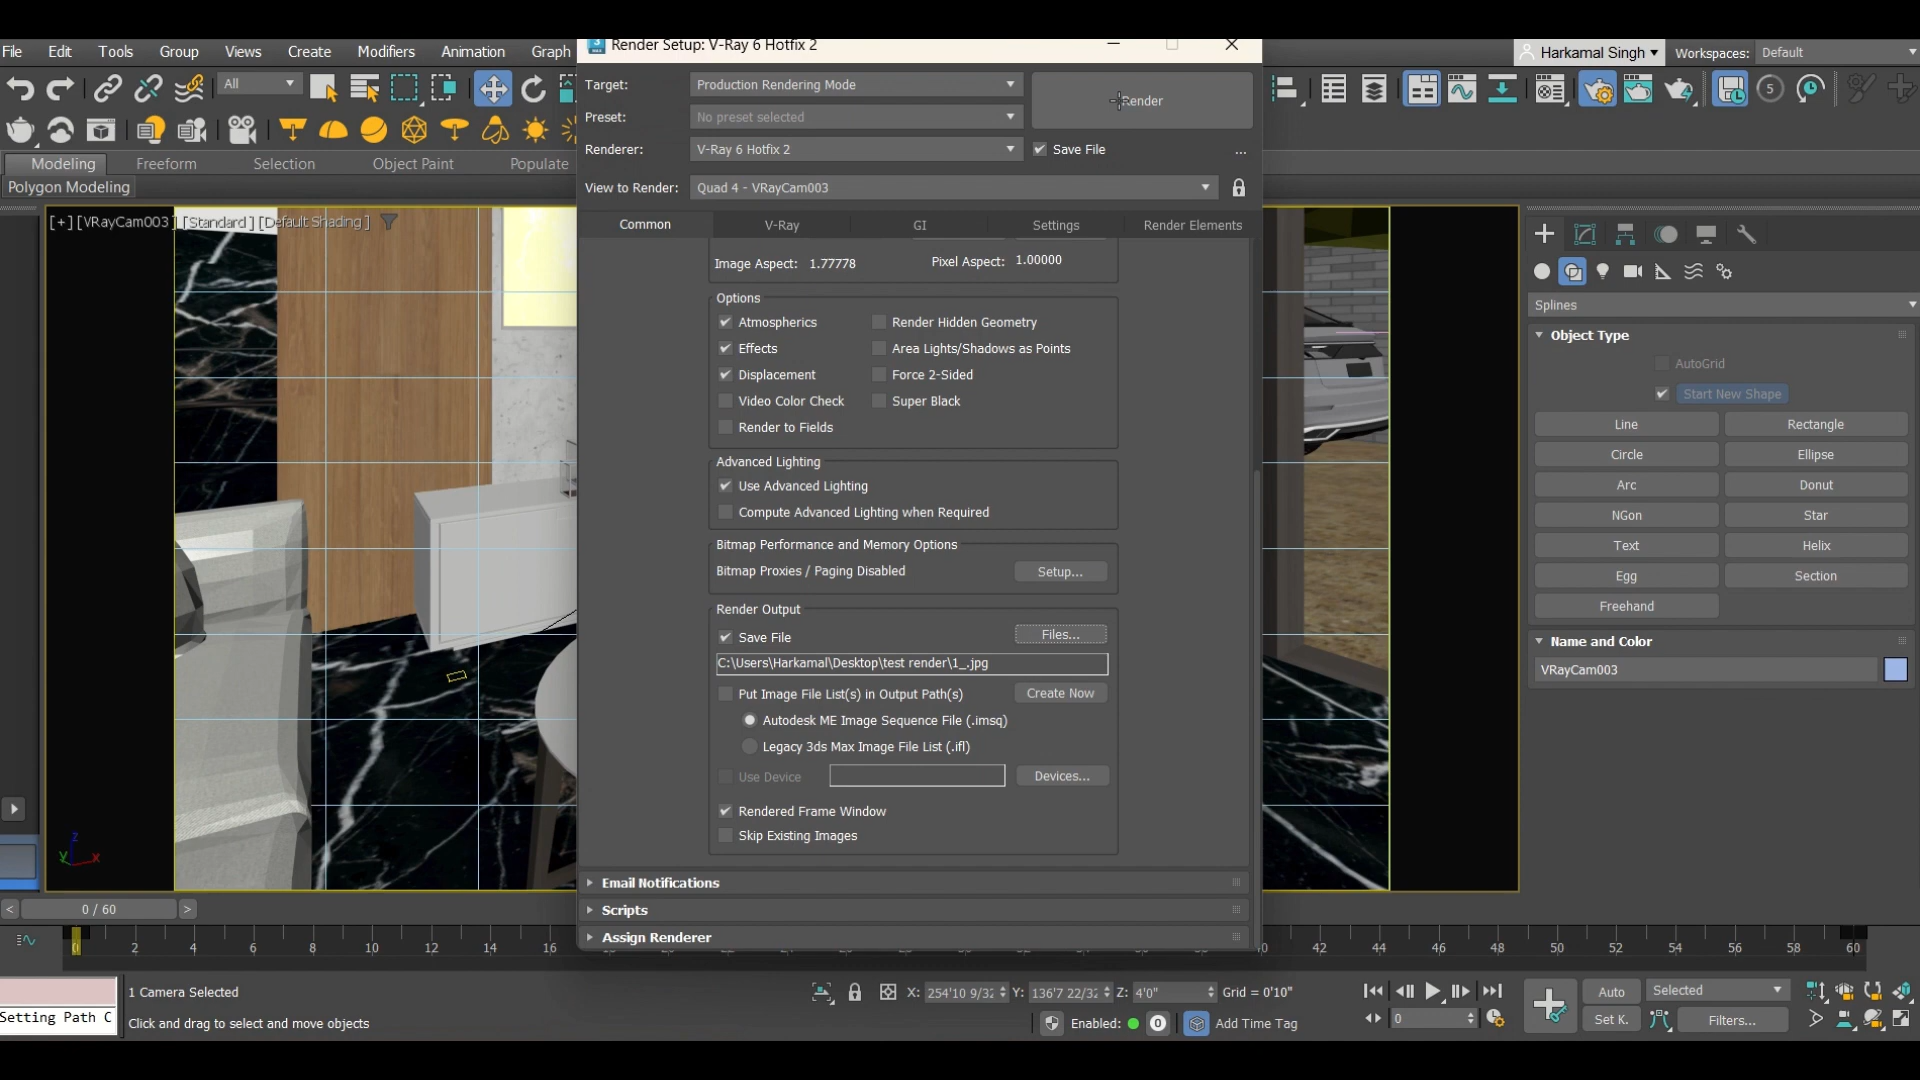 File Edit Tools Group Views Create Modifiers Animation Graph
Render Setup: V-Ray 6 Hotfix 2
Harkamal Singh Workspaces: Default
All
5
Target: Production Rendering Mode
Render
Preset: No preset selected
Renderer: V-Ray 6 Hotfix 2
Save File ...
View to Render: Quad 4 - VRayCam003
Modeling Freeform Selection Object Paint Populate
Polygon Modeling
[+] [VRayCam003 ] [Standard ] [Default Shading ]
Common V-Ray GI Settings Render Elements
Image Aspect: 1.77778 Pixel Aspect: 1.00000
Options
Atmospherics Render Hidden Geometry
Effects Area Lights/Shadows as Points
Displacement Force 2-Sided
Video Color Check Super Black
Render to Fields
Advanced Lighting
Use Advanced Lighting
Compute Advanced Lighting when Required
Bitmap Performance and Memory Options
Bitmap Proxies / Paging Disabled Setup...
Render Output
Save File Files...
C:\Users\Harkamal\Desktop\test render\1_.jpg
Put Image File List(s) in Output Path(s) Create Now
Autodesk ME Image Sequence File (.imsq)
Legacy 3ds Max Image File List (.ifl)
Use Device Devices...
Rendered Frame Window
Skip Existing Images
Email Notifications
Scripts
Assign Renderer
Splines
Object Type
AutoGrid
Start New Shape
Line Rectangle
Circle Ellipse
Arc Donut
NGon Star
Text Helix
Egg Section
Freehand
Name and Color
VRayCam003
z
y x
< 0 / 60 >
0 2 4 6 8 10 12 14 16 42 44 46 48 50 52 54 56 58 60
1 Camera Selected
X: 254'10 9/32 Y: 136'7 22/32 Z: 4'0" Grid = 0'10"
Auto Selected
Setting Path C
Click and drag to select and move objects
Enabled: 0 Add Time Tag
0
Set K. Filters...